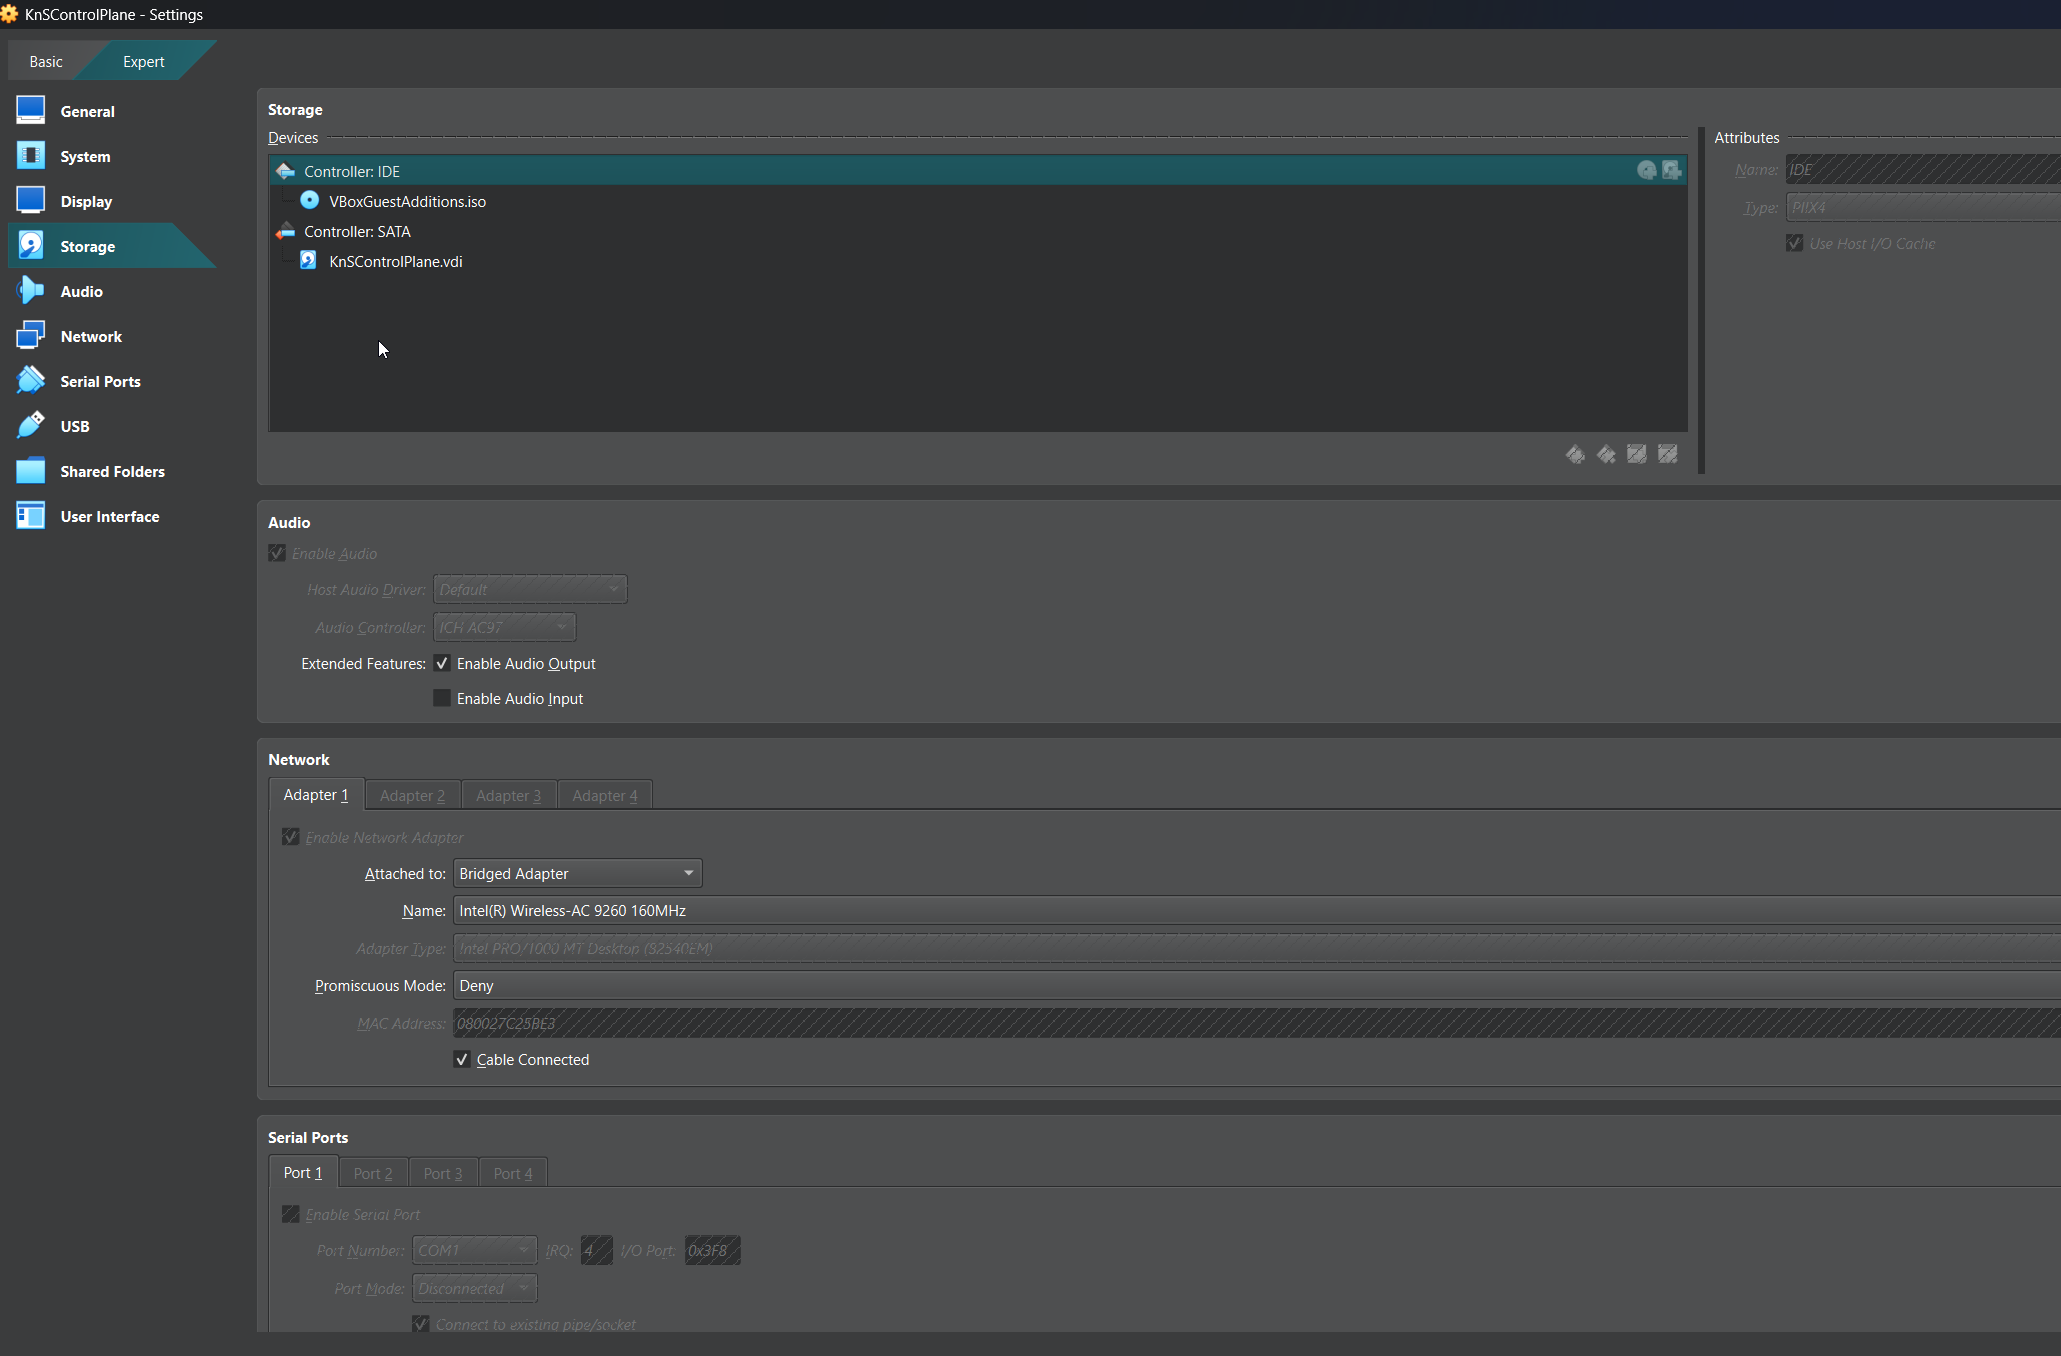 KnSControlPlane - Settings
Basic
Expert
General
System
Display
Storage
Audio
Network
Serial Ports
USB
Shared Folders
User Interface
Storage
Devices
Controller: IDE
VBoxGuestAdditions.iso
Controller: SATA
KnSControlPlane.vdi
Attributes
Name: IDE
Type: PIIX4
Use Host I/O Cache
Audio
Enable Audio
Host Audio Driver: Default
Audio Controller: ICH AC97
Extended Features: Enable Audio Output
Enable Audio Input
Network
Adapter 1 Adapter 2 Adapter 3 Adapter 4
Enable Network Adapter
Attached to: Bridged Adapter
Name: Intel(R) Wireless-AC 9260 160MHz
Adapter Type: Intel PRO/1000 MT Desktop (82540EM)
Promiscuous Mode: Deny
MAC Address: 080027C25BE3
Cable Connected
Serial Ports
Port 1 Port 2 Port 3 Port 4
Enable Serial Port
Port Number: COM1 IRQ: 4 I/O Port: 0x3F8
Port Mode: Disconnected
Connect to existing pipe/socket